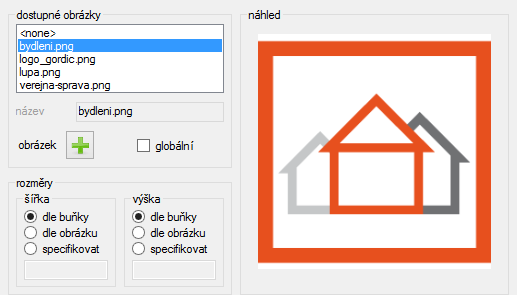 dostupné obrázky
<none>
bydleni.png
logo_gordic.png
lupa.png
verejna-sprava.png
název
bydleni.png
obrázek
globální
rozměry
šířka
dle buňky
dle obrázku
specifikovat
výška
dle buňky
dle obrázku
specifikovat
náhled